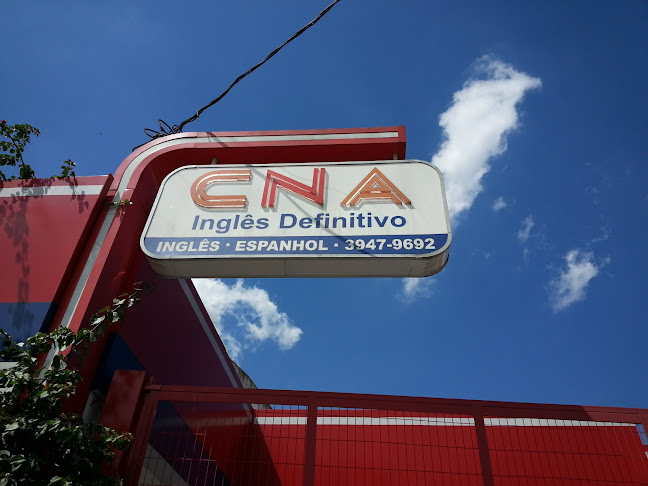 CNA
Inglês Definitivo
INGLÊS · ESPANHOL · 3947-9692